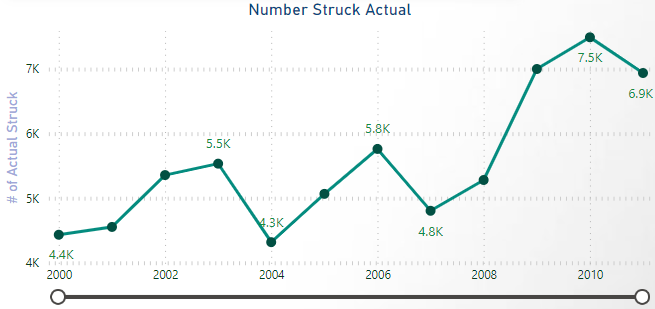 Number Struck Actual
# of Actual Struck
7K
6K
5K
4K
4.4K
5.5K
4.3K
5.8K
4.8K
7.5K
6.9K
2000 2002 2004 2006 2008 2010